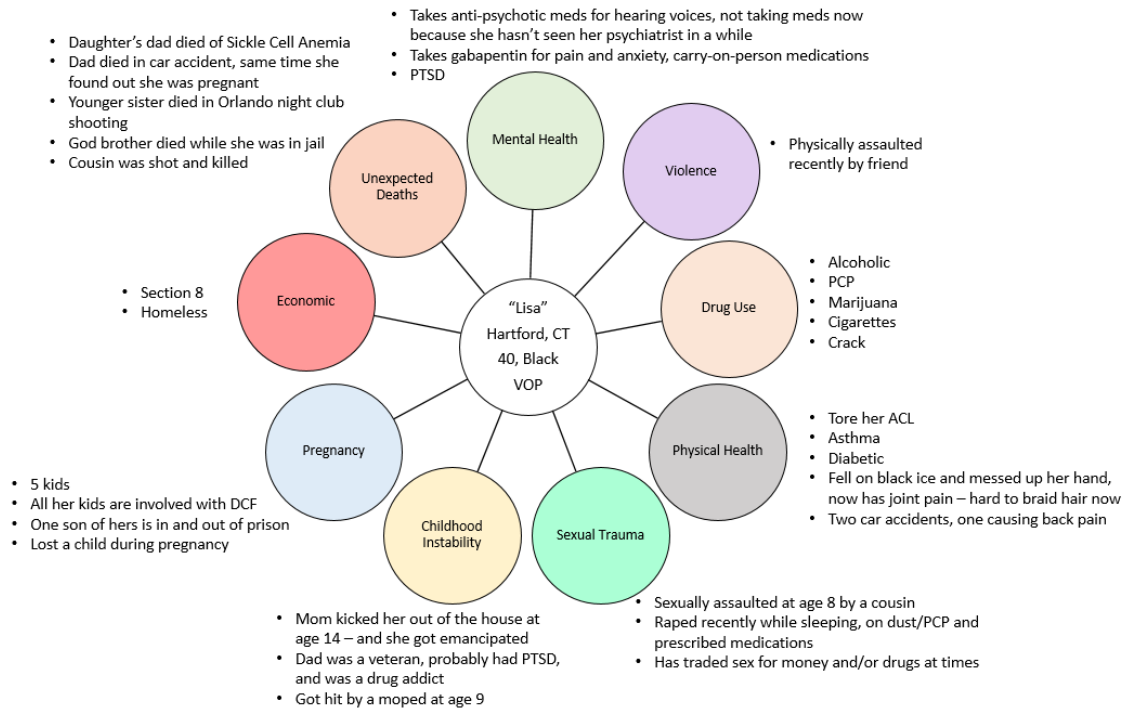 • Takes anti-psychotic meds for hearing voices, not taking meds now
because she hasn't seen her psychiatrist in a while
• Takes gabapentin for pain and anxiety, carry-on-person medications
• PTSD
Mental Health
• Daughter's dad died of Sickle Cell Anemia
• Dad died in car accident, same time she
found out she was pregnant
• Younger sister died in Orlando night club
shooting
• God brother died while she was in jail
• Cousin was shot and killed
Unexpected
Deaths
Violence
• Physically assaulted
recently by friend
• Section 8
• Homeless
Economic
"Lisa"
Hartford, CT
40, Black
VOP
Drug Use
• Alcoholic
• PCP
• Marijuana
• Cigarettes
• Crack
Pregnancy
• 5 kids
• All her kids are involved with DCF
• One son of hers is in and out of prison
• Lost a child during pregnancy
Physical Health
• Tore her ACL
• Asthma
• Diabetic
• Fell on black ice and messed up her hand,
now has joint pain – hard to braid hair now
• Two car accidents, one causing back pain
Childhood
Instability
• Mom kicked her out of the house at
age 14 – and she got emancipated
• Dad was a veteran, probably had PTSD,
and was a drug addict
• Got hit by a moped at age 9
Sexual Trauma
• Sexually assaulted at age 8 by a cousin
• Raped recently while sleeping, on dust/PCP and
prescribed medications
• Has traded sex for money and/or drugs at times